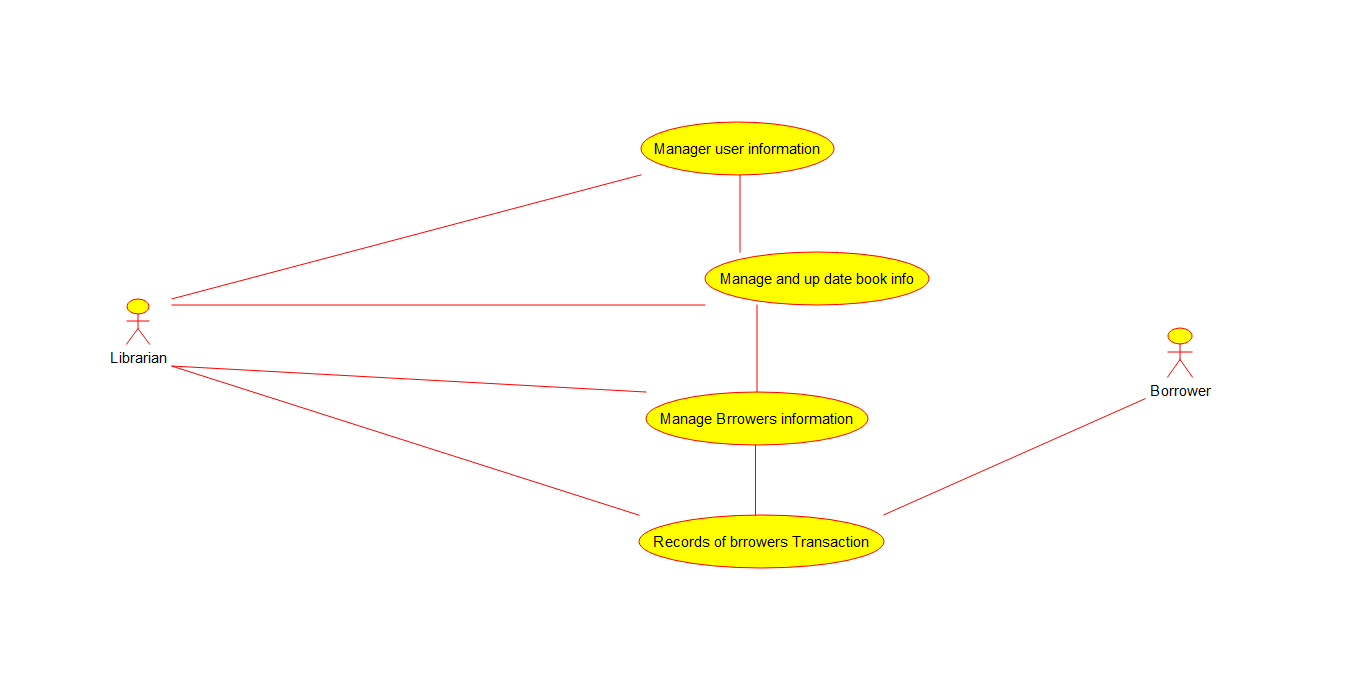 Manager user information
Manage and up date book info
Librarian
Borrower
Manage Brrowers information
Records of brrowers Transaction